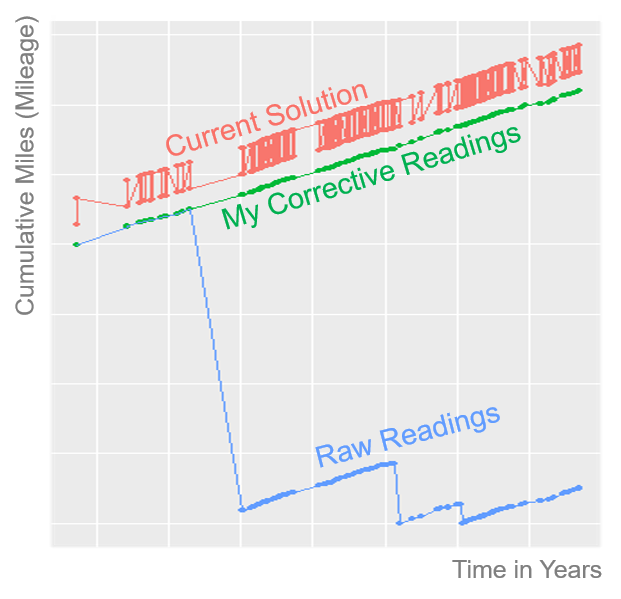 Cumulative Miles (Mileage)
Current Solution
My Corrective Readings
Raw Readings
Time in Years